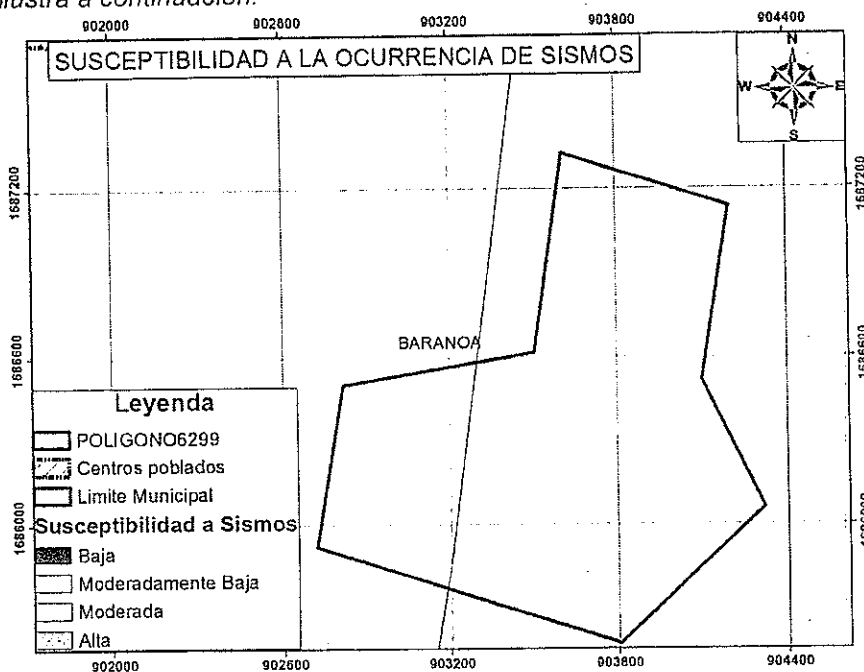 ilustra a continuación:
902000 902800 903200 903800 904400
SUSCEPTIBILIDAD A LA OCURRENCIA DE SISMOS
N
W E
S
1687200
1687200
BARANOA
1686600
1686600
Leyenda
POLIGONO6299
Centros poblados
Limite Municipal
Susceptibilidad a Sismos
1686000
Baja
Moderadamente Baja
Moderada
Alta
902000 902600 903200 903800 904400